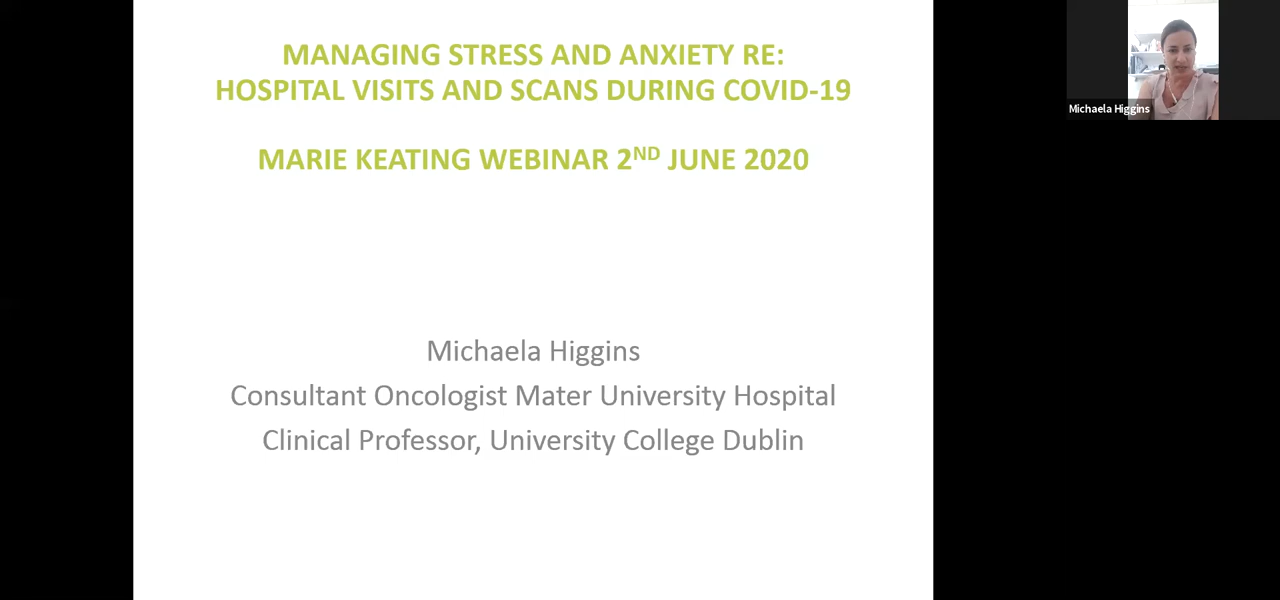 MANAGING STRESS AND ANXIETY RE:
HOSPITAL VISITS AND SCANS DURING COVID-19
MARIE KEATING WEBINAR 2ND JUNE 2020
Michaela Higgins
Consultant Oncologist Mater University Hospital
Clinical Professor, University College Dublin
Michaela Higgins